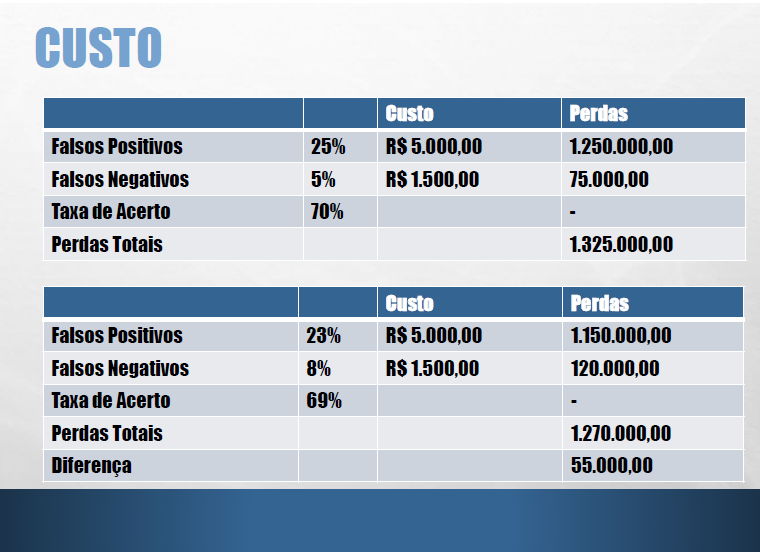 CUSTO
Custo Perdas
Falsos Positivos 25% R$ 5.000,00 1.250.000,00
Falsos Negativos 5% R$ 1.500,00 75.000,00
Taxa de Acerto 70% -
Perdas Totais 1.325.000,00
Custo Perdas
Falsos Positivos 23% R$ 5.000,00 1.150.000,00
Falsos Negativos 8% R$ 1.500,00 120.000,00
Taxa de Acerto 69% -
Perdas Totais 1.270.000,00
Diferença 55.000,00